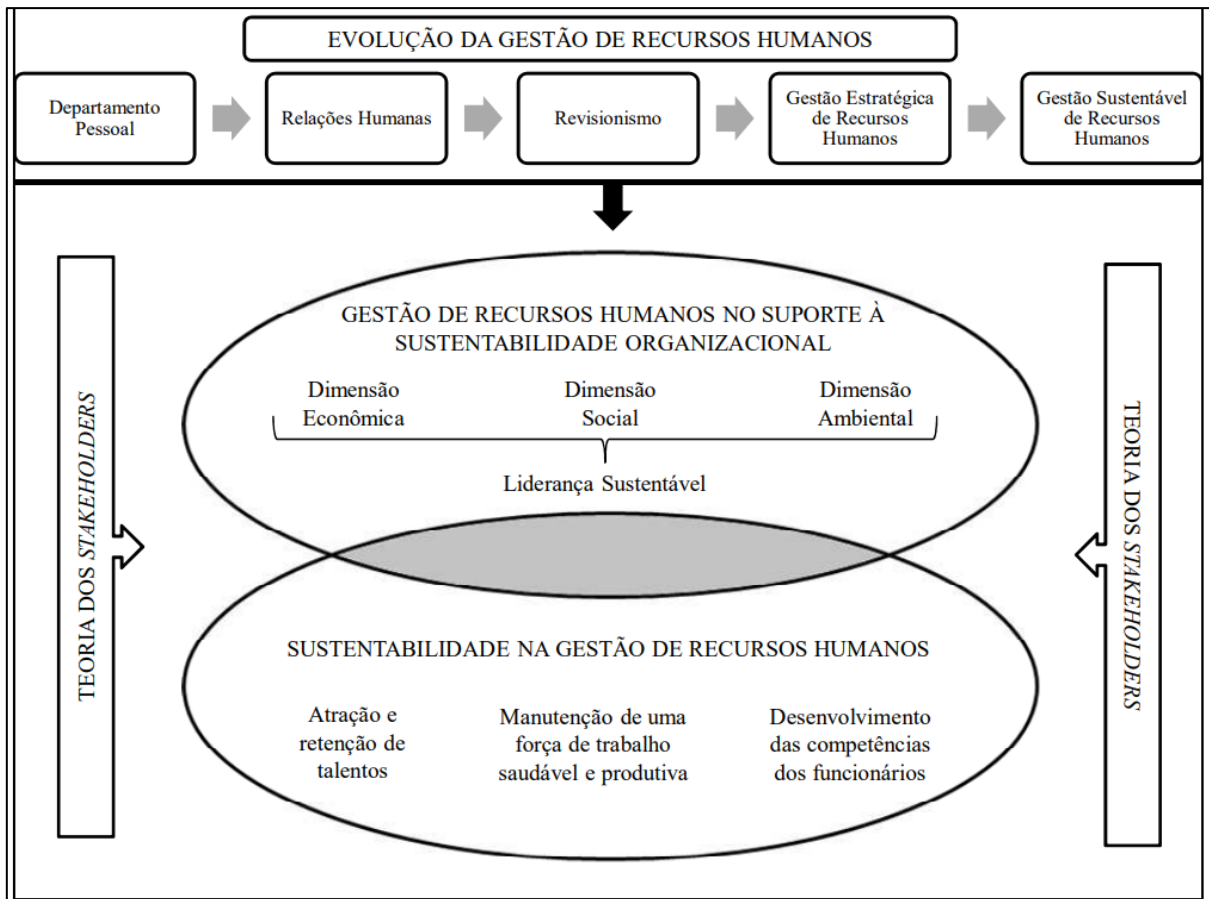 EVOLUÇÃO DA GESTÃO DE RECURSOS HUMANOS
Departamento
Pessoal
Relações Humanas
Revisionismo
Gestão Estratégica
de Recursos
Humanos
Gestão Sustentável
de Recursos
Humanos
TEORIA DOS STAKEHOLDERS
GESTÃO DE RECURSOS HUMANOS NO SUPORTE À
SUSTENTABILIDADE ORGANIZACIONAL
Dimensão
Econômica
Dimensão
Social
Dimensão
Ambiental
Liderança Sustentável
SUSTENTABILIDADE NA GESTÃO DE RECURSOS HUMANOS
Atração e
retenção de
talentos
Manutenção de uma
força de trabalho
saudável e produtiva
Desenvolvimento
das competências
dos funcionários
TEORIA DOS STAKEHOLDERS